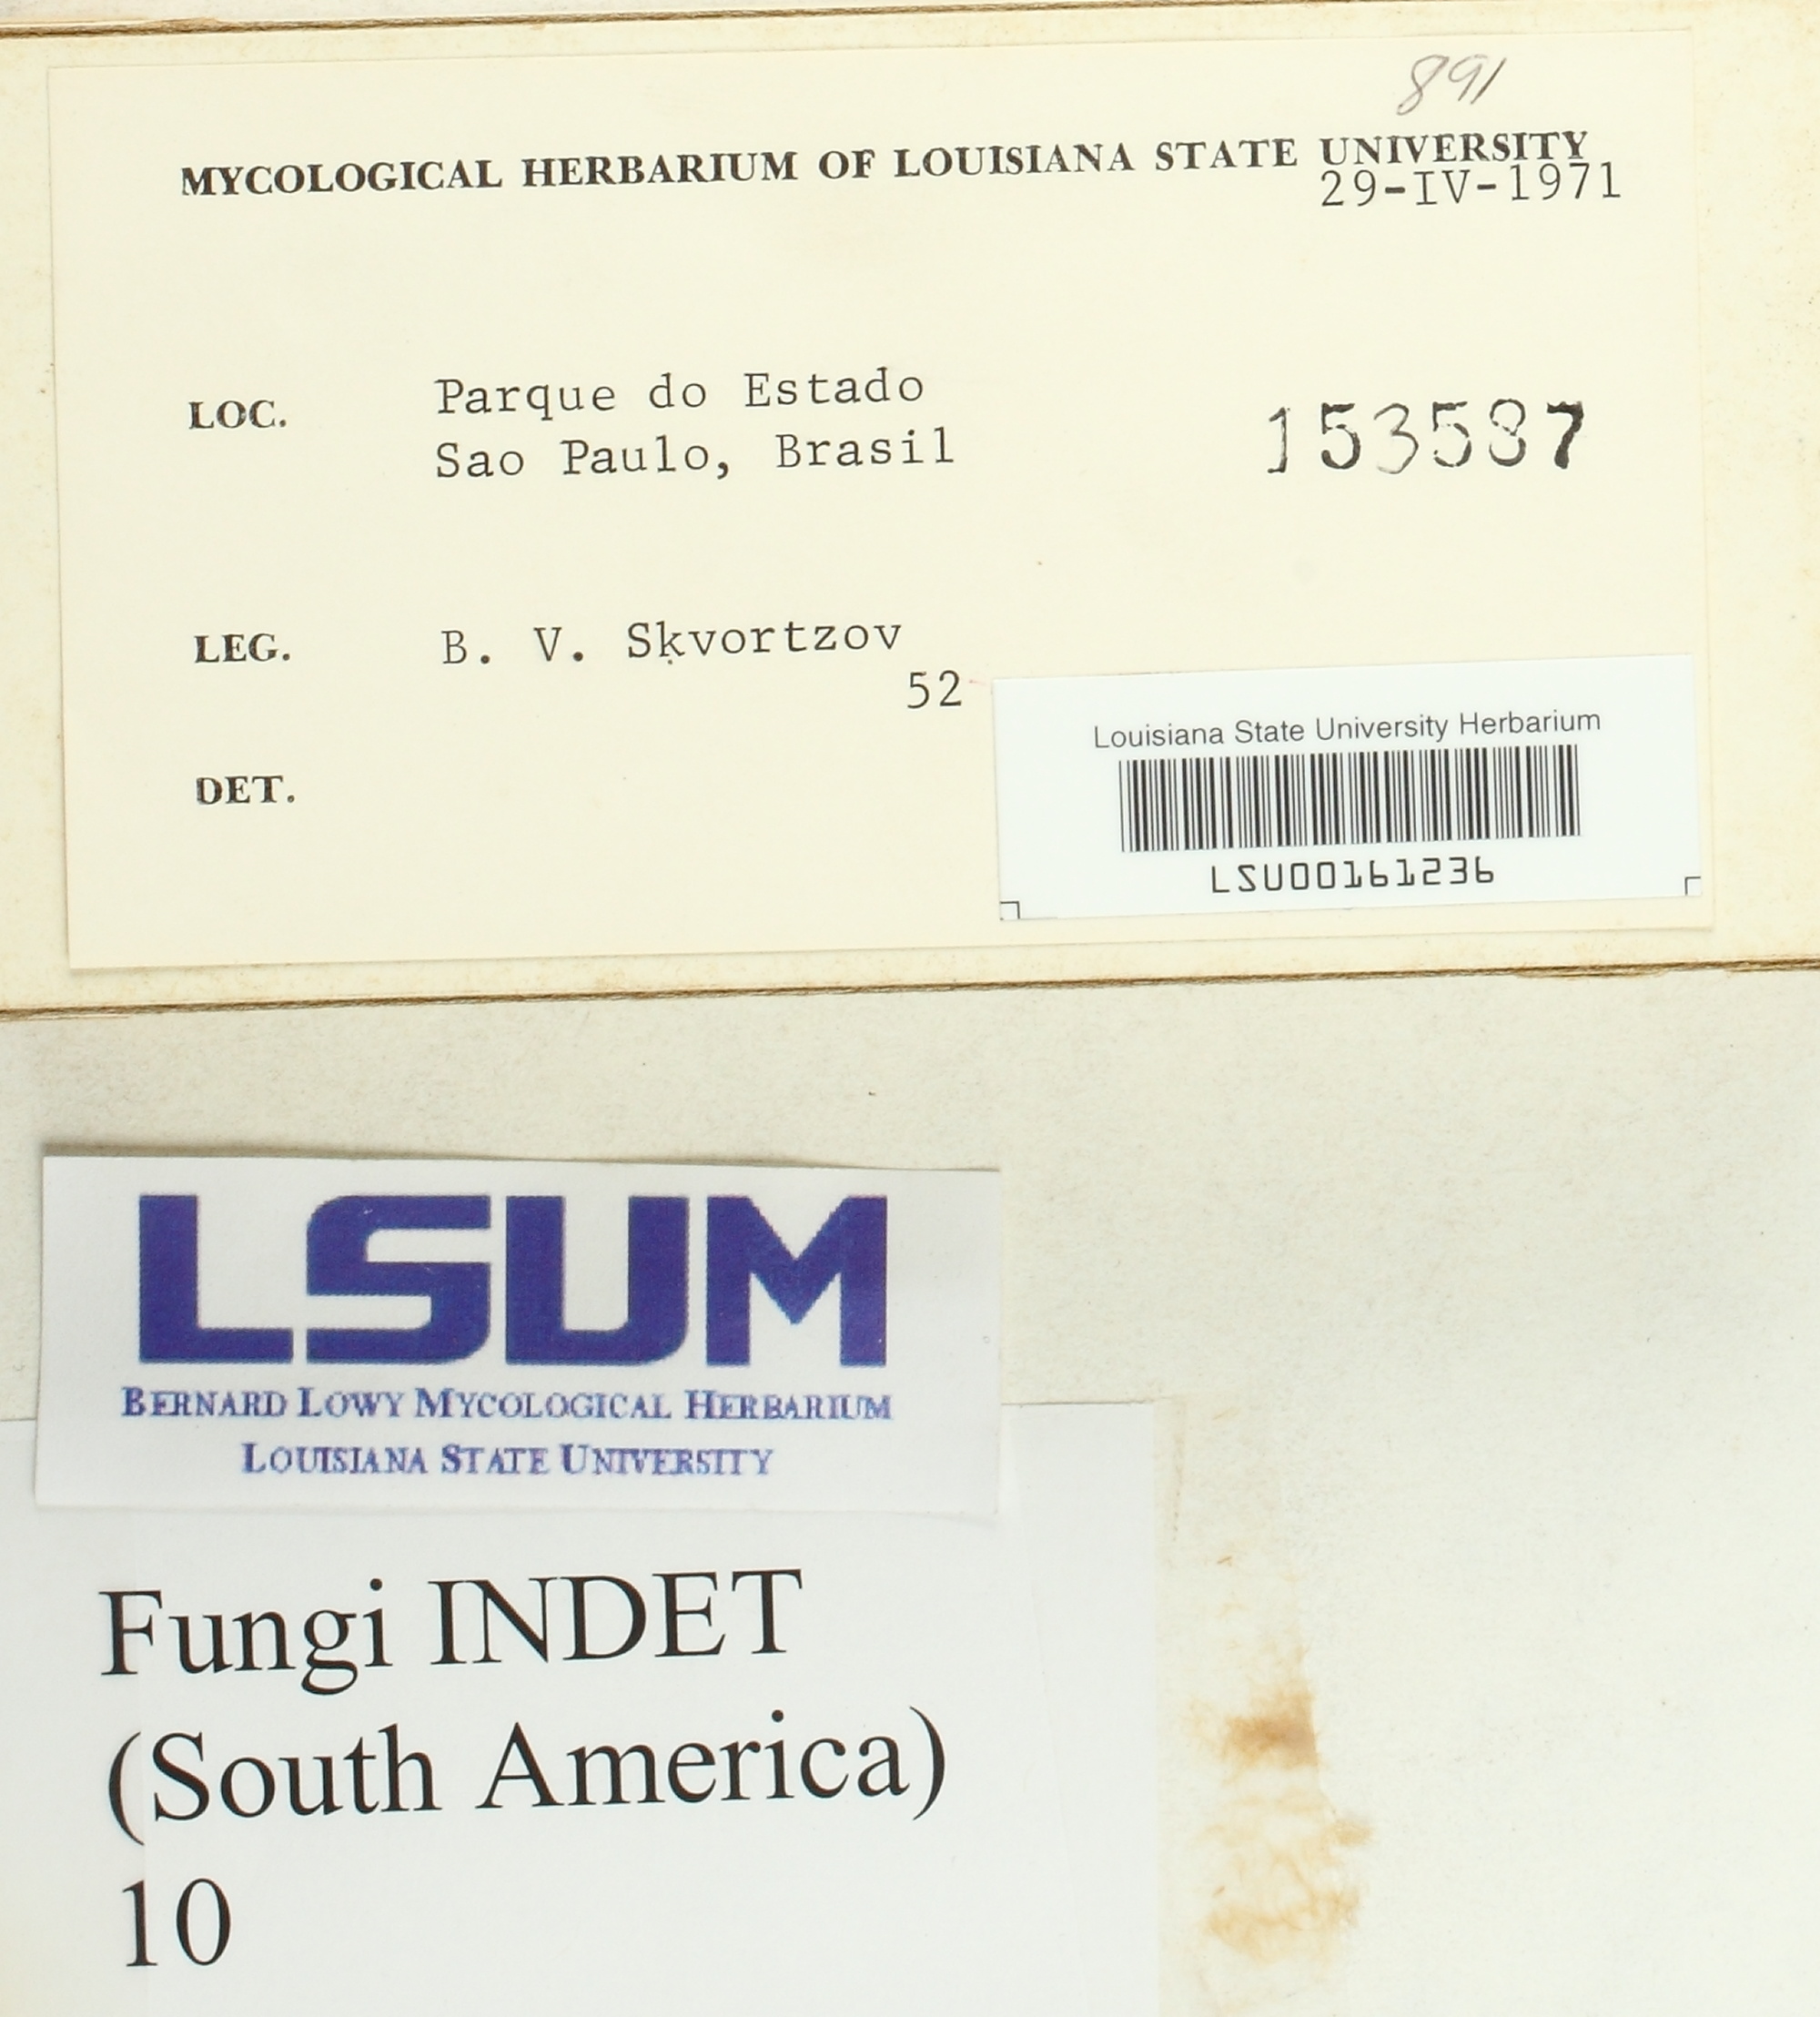 891
MYCOLOGICAL HERBARIUM OF LOUISIANA STATE UNIVERSITY
29-IV-1971
LOC. Parque do Estado
Sao Paulo, Brasil
153587
LEG. B. V. Skvortzov
52
DET.
Louisiana State University Herbarium
LSU00161236
LSUM
BERNARD LOWY MYCOLOGICAL HERBARIUM
LOUISIANA STATE UNIVERSITY
Fungi INDET
(South America)
10